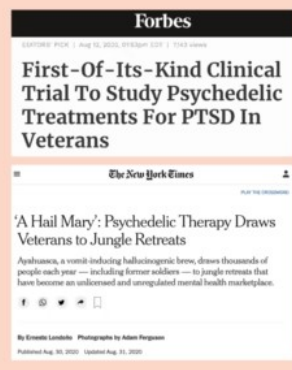 Forbes
EDITORS' PICK | Aug 12, 2020, 01:53pm EDT | 7,143 views
First-Of-Its-Kind Clinical
Trial To Study Psychedelic
Treatments For PTSD In
Veterans
The New York Times
PLAY THE CROSSWORD
‘A Hail Mary’: Psychedelic Therapy Draws
Veterans to Jungle Retreats
Ayahuasca, a vomit-inducing hallucinogenic brew, draws thousands of
people each year — including former soldiers — to jungle retreats that
have become an unlicensed and unregulated mental health marketplace.
By Ernesto Londoño Photographs by Adam Ferguson
Published Aug. 30, 2020 Updated Aug. 31, 2020